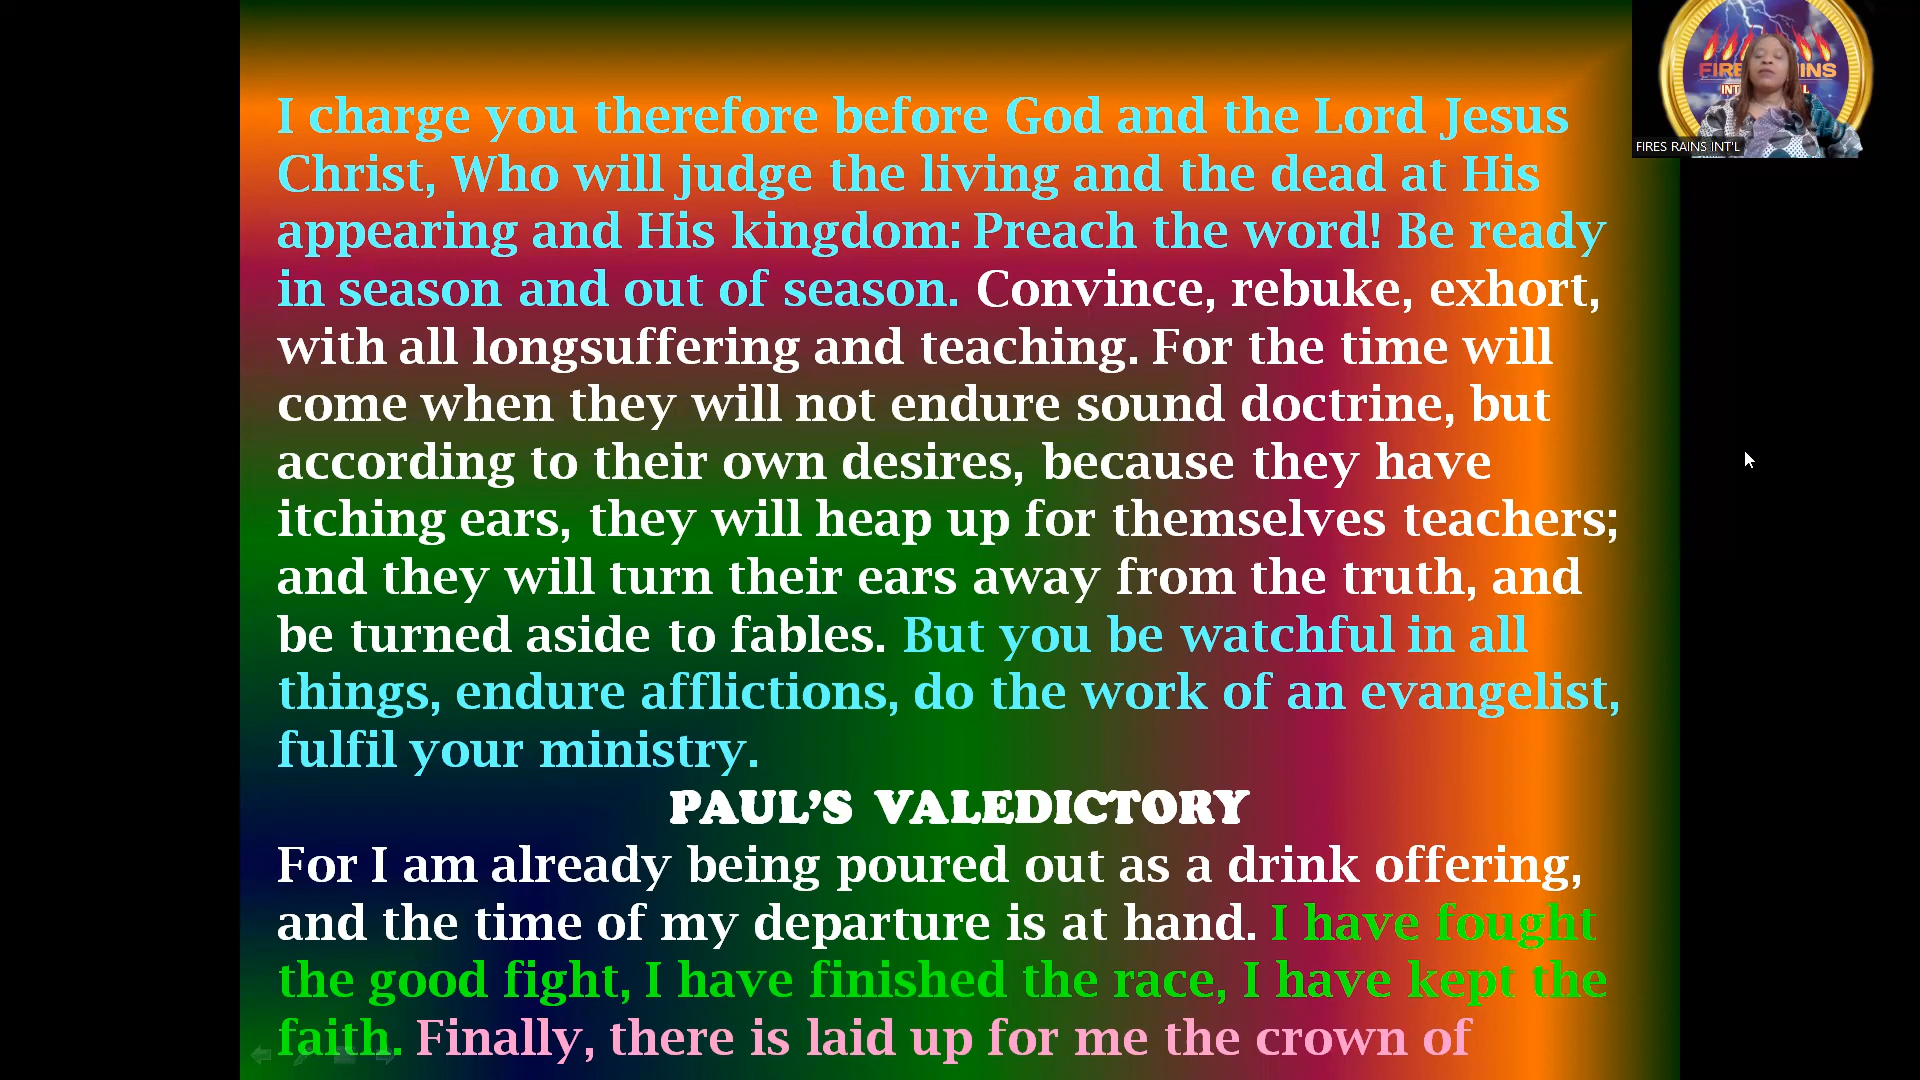 I charge you therefore before God and the Lord Jesus
Christ, Who will judge the living and the dead at His
appearing and His kingdom: Preach the word! Be ready
in season and out of season. Convince, rebuke, exhort,
with all longsuffering and teaching. For the time will
come when they will not endure sound doctrine, but
according to their own desires, because they have
itching ears, they will heap up for themselves teachers;
and they will turn their ears away from the truth, and
be turned aside to fables. But you be watchful in all
things, endure afflictions, do the work of an evangelist,
fulfil your ministry.
PAUL'S VALEDICTORY
For I am already being poured out as a drink offering,
and the time of my departure is at hand. I have fought
the good fight, I have finished the race, I have kept the
faith. Finally, there is laid up for me the crown of
FIRES RAINS INT'L